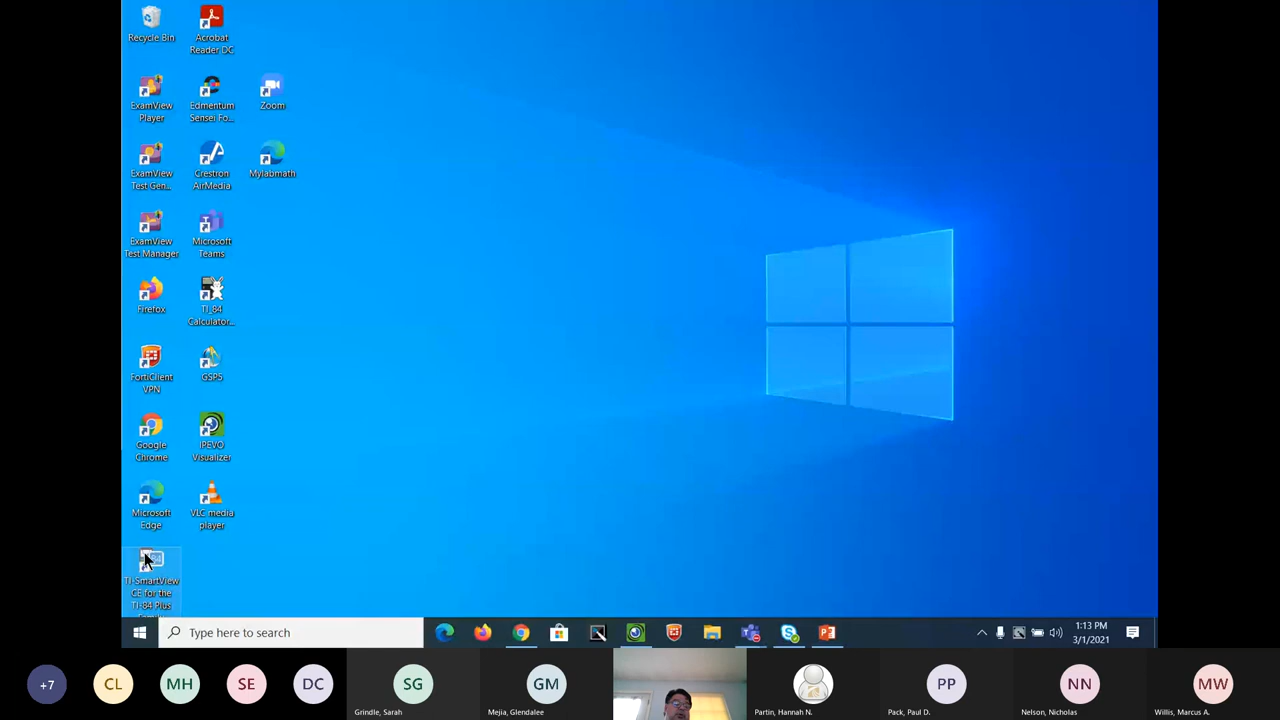 Recycle Bin
Acrobat
Reader DC
ExamView
Player
Edmentum
Sensei Fo...
Zoom
ExamView
Test Gen...
Crestron
AirMedia
Mylabmath
ExamView
Test Manager
Microsoft
Teams
Firefox
TI_84
Calculator...
FortiClient
VPN
GSP5
Google
Chrome
IPEVO
Visualizer
Microsoft
Edge
VLC media
player
TI-SmartView
CE for the
TI-84 Plus
Type here to search
1:13 PM
3/1/2021
+7
CL
MH
SE
DC
SG
GM
PP
NN
MW
Grindle, Sarah
Mejia, Glendalee
Partin, Hannah N.
Pack, Paul D.
Nelson, Nicholas
Willis, Marcus A.